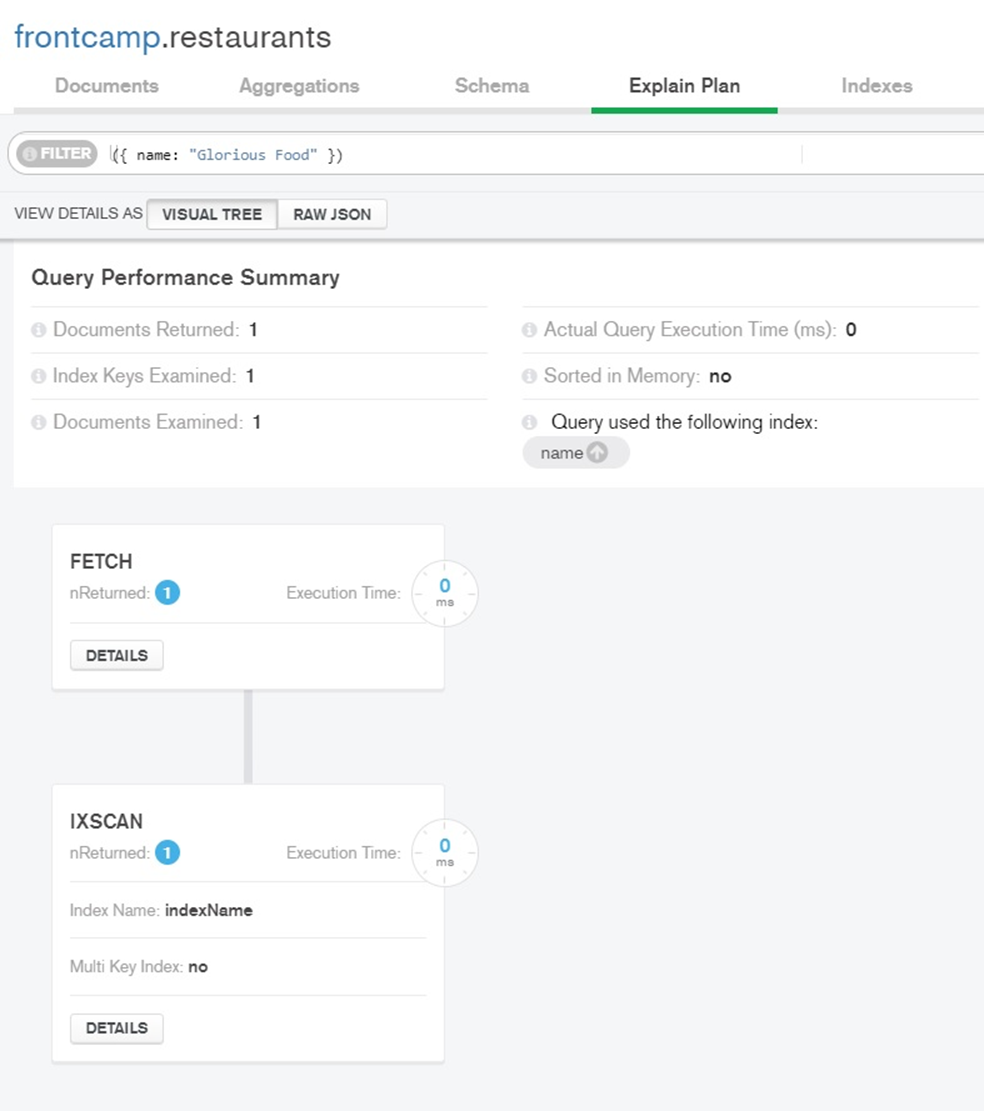 frontcamp.restaurants
Documents Aggregations Schema Explain Plan Indexes
FILTER ({ name: "Glorious Food" })
VIEW DETAILS AS VISUAL TREE RAW JSON
Query Performance Summary
Documents Returned: 1
Index Keys Examined: 1
Documents Examined: 1
Actual Query Execution Time (ms): 0
Sorted in Memory: no
Query used the following index:
name
FETCH
nReturned: 1 Execution Time: 0 ms
DETAILS
IXSCAN
nReturned: 1 Execution Time: 0 ms
Index Name: indexName
Multi Key Index: no
DETAILS